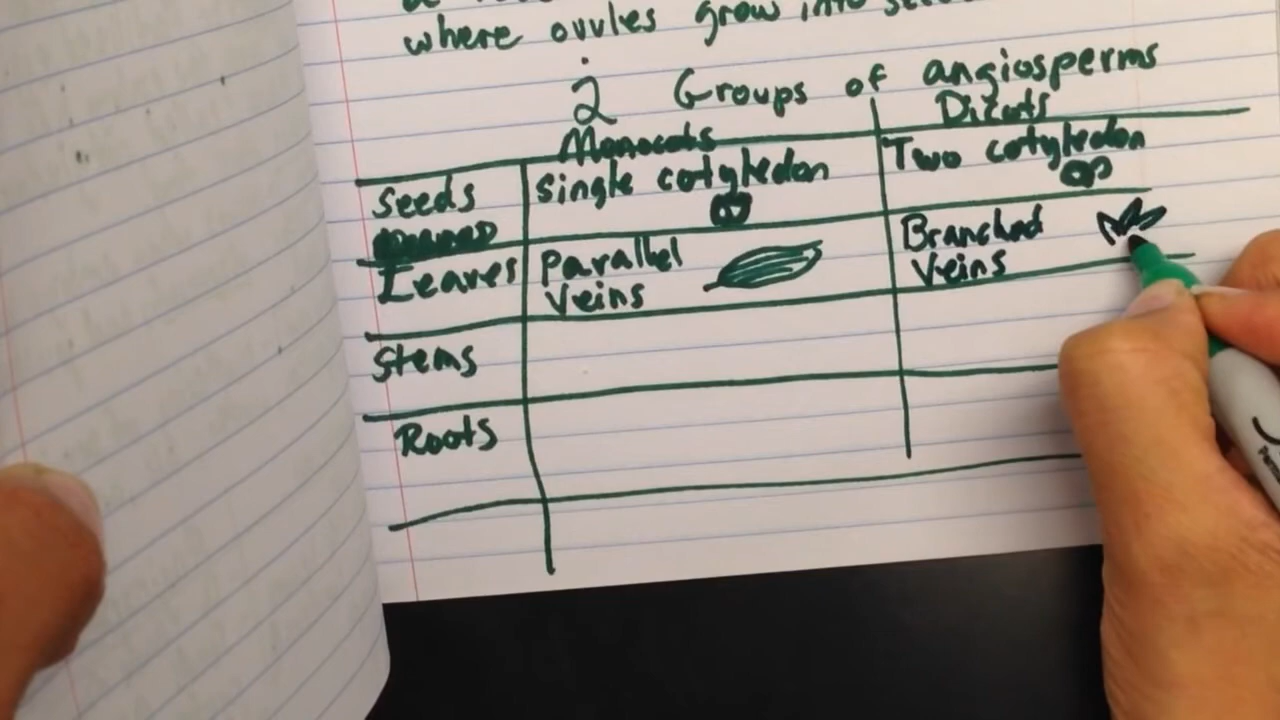 where ovules grow into
2 Groups of angiosperms
Monocots
Dicots
Seeds
Single cotyledon
Two cotyledon
Leaves
Parallel
Veins
Branched
Veins
Stems
Roots